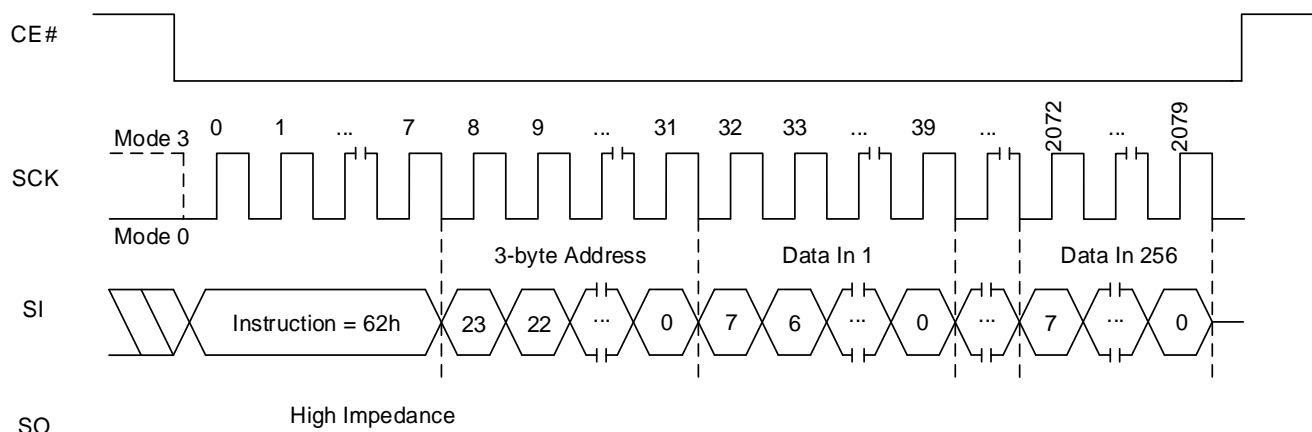 CE#
0 1 ... 7 8 9 ... 31 32 33 ... 39 ... 2072 ... 2079
Mode 3
SCK
Mode 0
3-byte Address Data In 1 Data In 256
SI
Instruction = 62h 23 22 ... 0 7 6 ... 0 ... 7 ... 0
High Impedance
SO